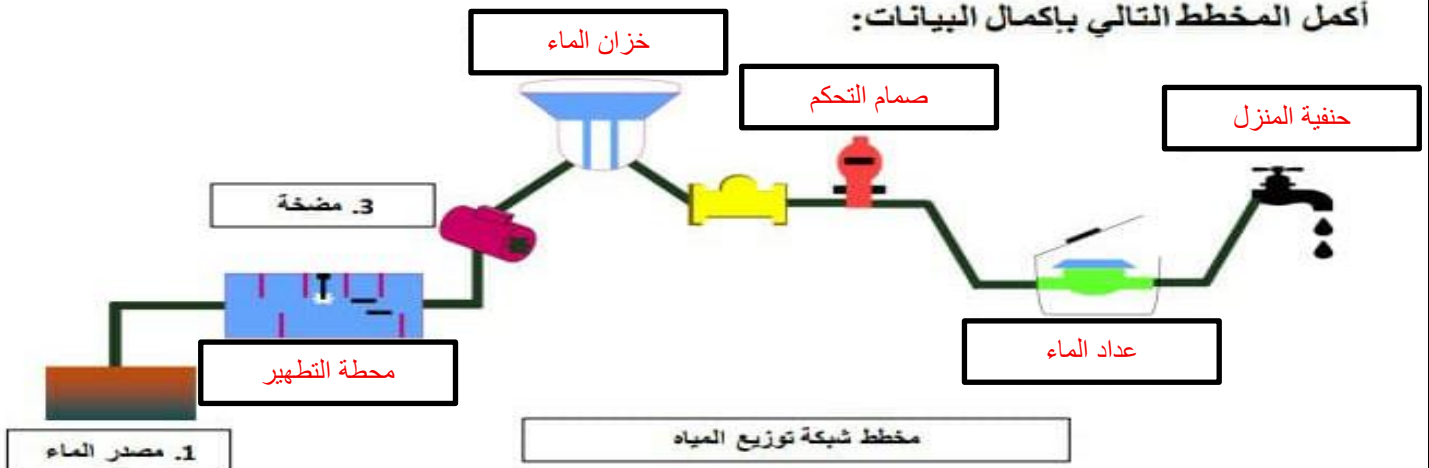 أكمل المخطط التالي بإكمال البيانات:
خزان الماء
صمام التحكم
حنفية المنزل
3. مضخة
عداد الماء
محطة التطهير
مخطط شبكة توزيع المياه
1. مصدر الماء